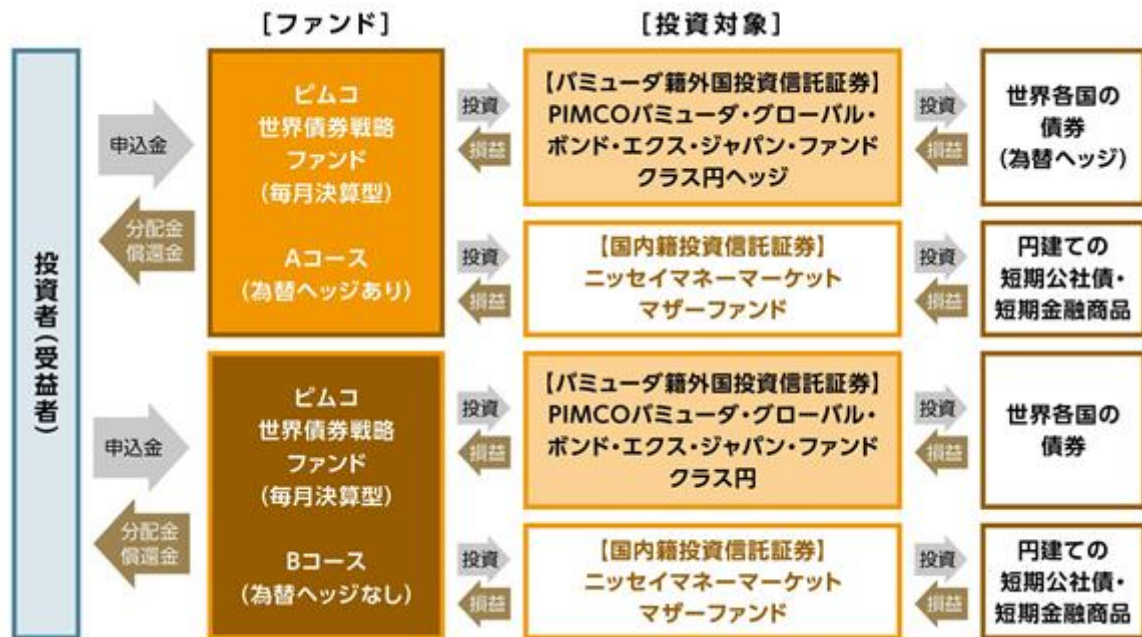 ［ファンド］
［投資対象］
投資者（受益者）
申込金
分配金
償還金
ピムコ
世界債券戦略
ファンド
（毎月決算型）
Aコース
（為替ヘッジあり）
投資
損益
【バミューダ籍外国投資信託証券】
PIMCOバミューダ・グローバル・
ボンド・エクス・ジャパン・ファンド
クラス円ヘッジ
投資
損益
世界各国の
債券
（為替ヘッジ）
投資
損益
【国内籍投資信託証券】
ニッセイマネーマーケット
マザーファンド
投資
損益
円建ての
短期公社債・
短期金融商品
申込金
分配金
償還金
ピムコ
世界債券戦略
ファンド
（毎月決算型）
Bコース
（為替ヘッジなし）
投資
損益
【バミューダ籍外国投資信託証券】
PIMCOバミューダ・グローバル・
ボンド・エクス・ジャパン・ファンド
クラス円
投資
損益
世界各国の
債券
投資
損益
【国内籍投資信託証券】
ニッセイマネーマーケット
マザーファンド
投資
損益
円建ての
短期公社債・
短期金融商品